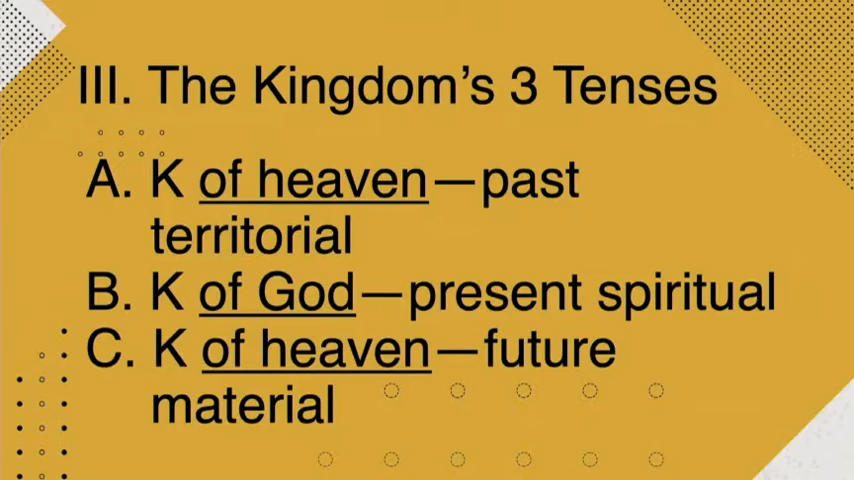 III. The Kingdom’s 3 Tenses
A. K of heaven—past
territorial
B. K of God—present spiritual
C. K of heaven—future
material